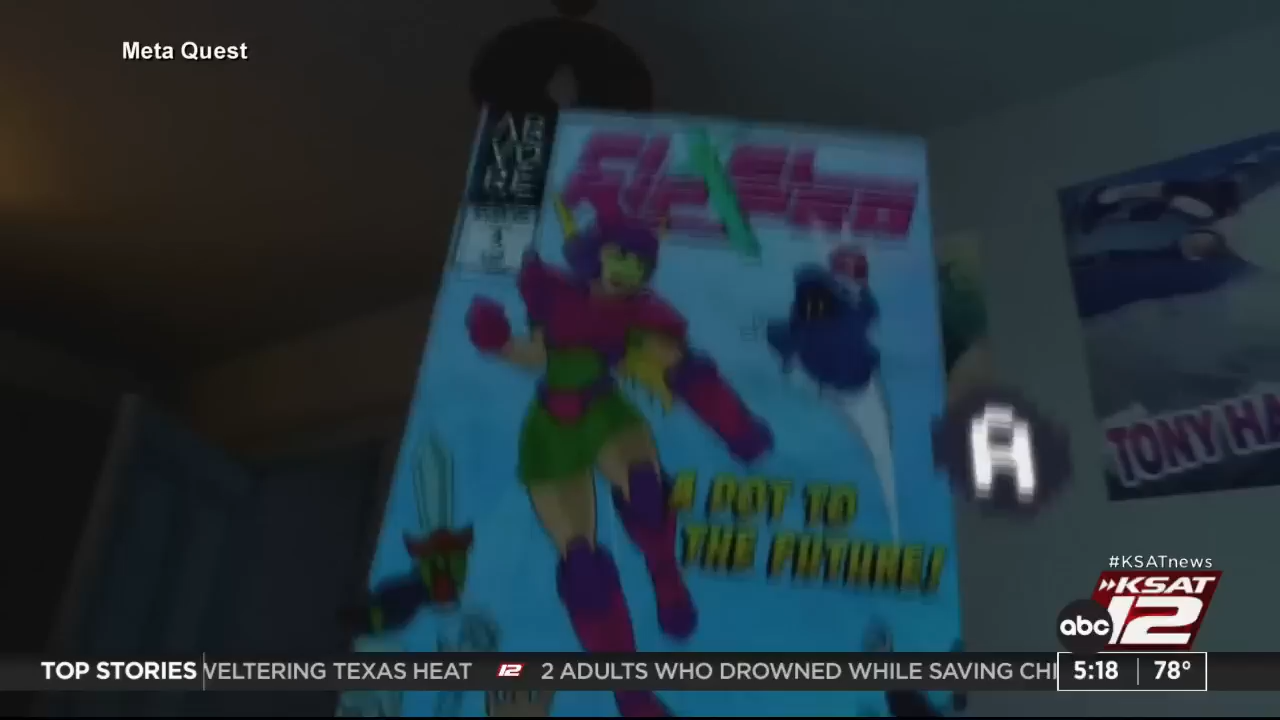 Meta Quest
A DOT TO
THE FUTURE!
A
TONY HA
#KSATnews
KSAT
abc 12
TOP STORIES VELTERING TEXAS HEAT 12 2 ADULTS WHO DROWNED WHILE SAVING CHI 5:18 78°